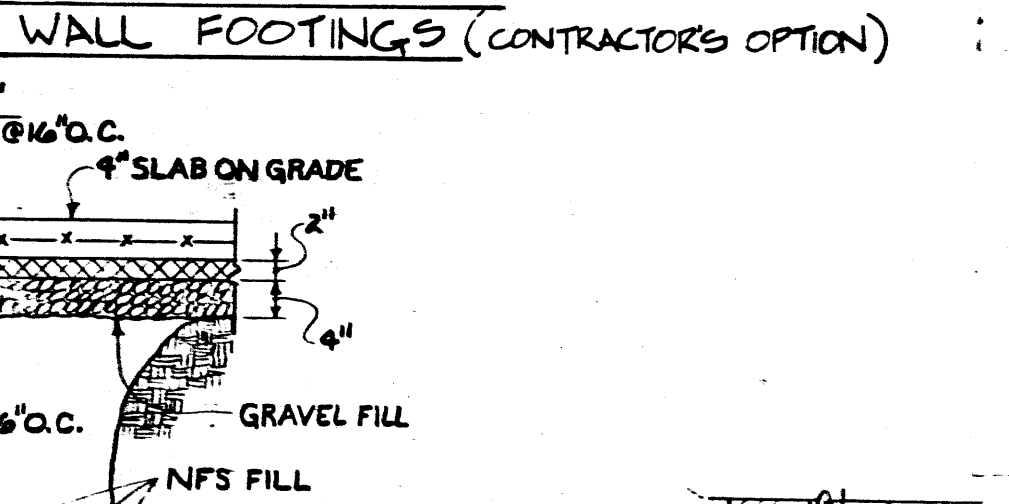 WALL FOOTINGS (CONTRACTOR'S OPTION)
@16"O.C.
4" SLAB ON GRADE
2"
4"
6"O.C.
GRAVEL FILL
NFS FILL